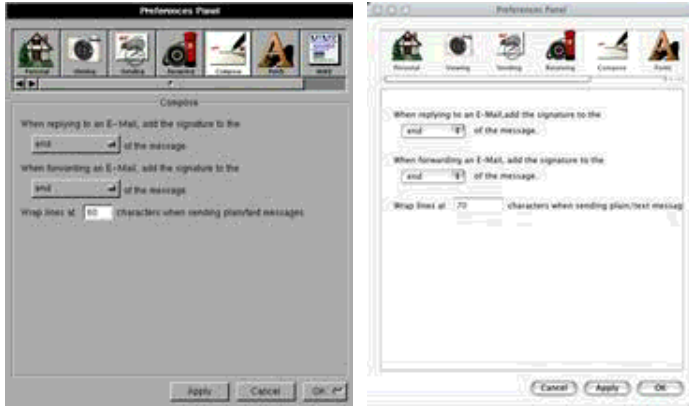 Preferences Panel
Personal Viewing Sending Receiving Compose Fonts
Compose
When replying to an E-Mail, add the signature to the
end of the message
When forwarding an E-Mail, add the signature to the
end of the message
Wrap lines at 60 characters when sending plain/text messages
Apply Cancel OK
Preferences Panel
Personal Viewing Sending Receiving Compose Fonts
When replying to an E-Mail,add the signature to the
end of the message.
When forwarding an E-Mail, add the signature to the
end of the message.
Wrap lines at 70 characters when sending plain/text messag
Cancel Apply OK